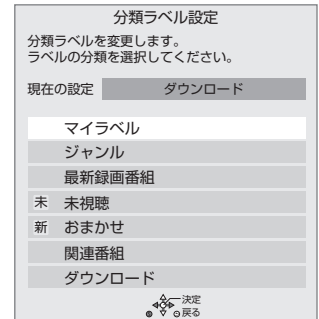 分類ラベル設定
分類ラベルを変更します。
ラベルの分類を選択してください。
現在の設定 ダウンロード
マイラベル
ジャンル
最新録画番組
未 未視聴
新 おまかせ
関連番組
ダウンロード
決定
戻る